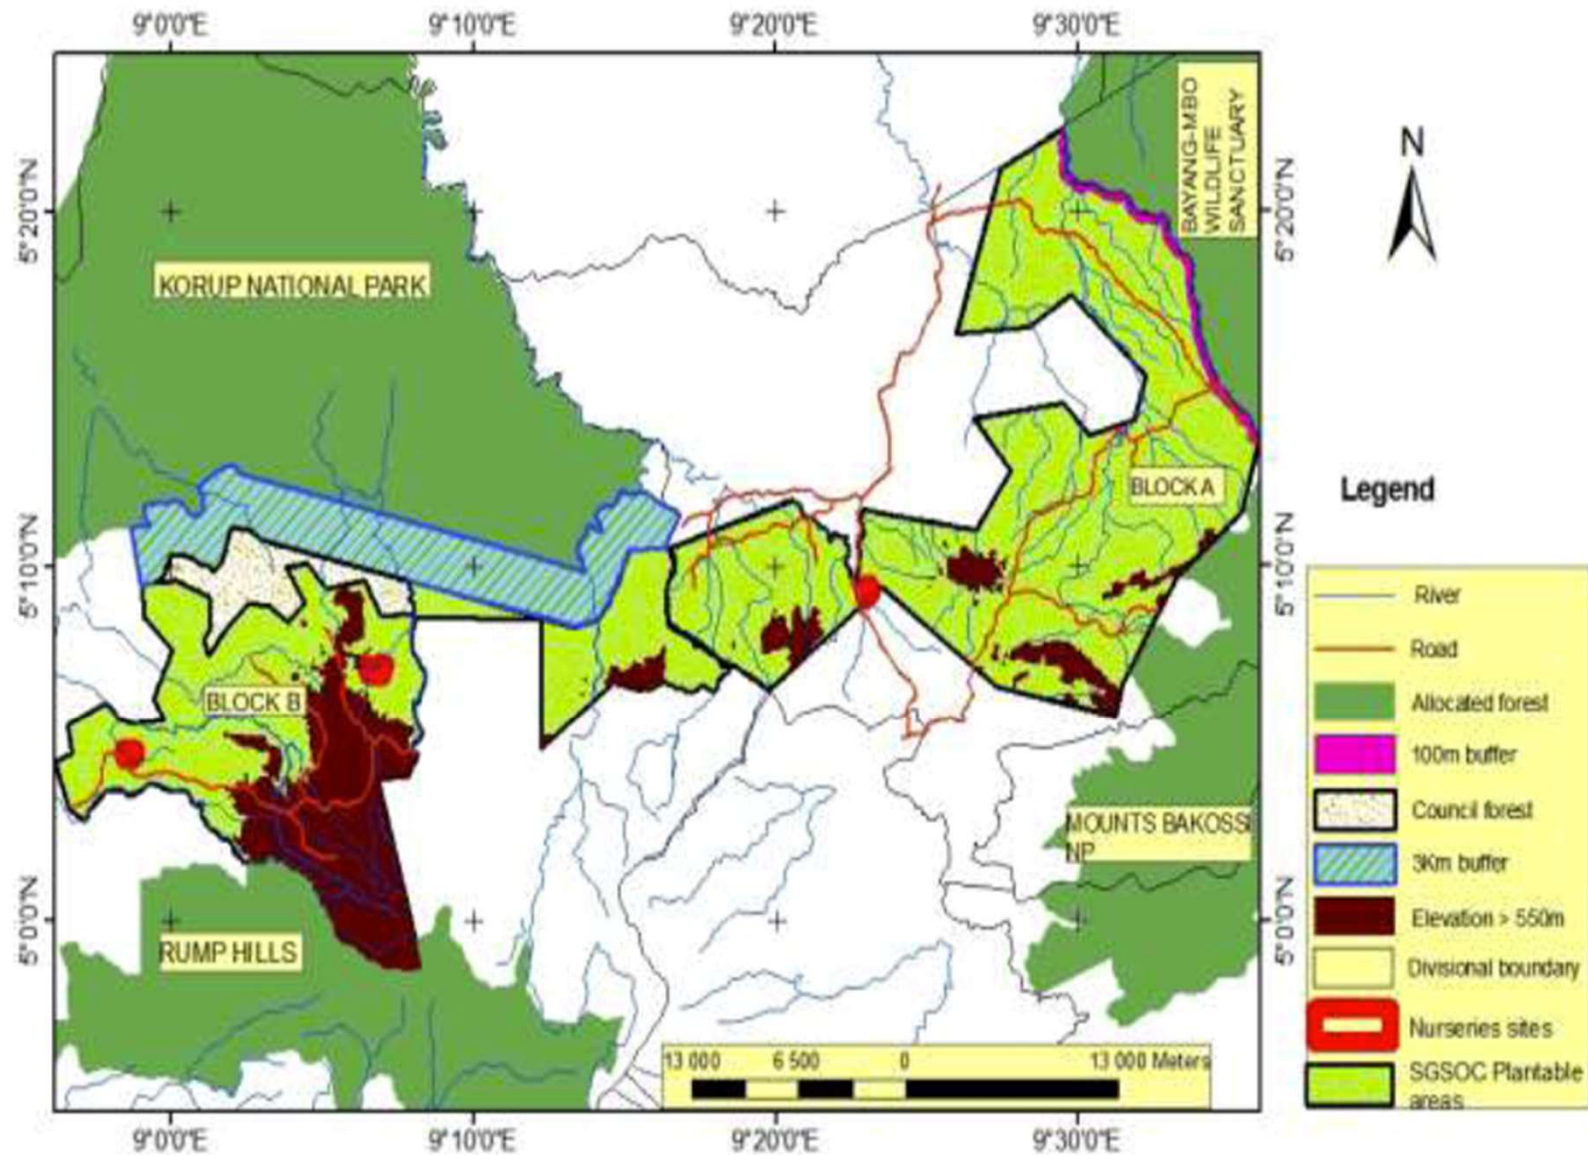 9°0'0"E 9°10'0"E 9°20'0"E 9°30'0"E
5°20'0"N
5°10'0"N
5°0'0"N
KORUP NATIONAL PARK
BAYANG-MBO
WILDLIFE
SANCTUARY
5°20'0"N
5°10'0"N
5°0'0"N
N
BLOCK A
BLOCK B
MOUNTS BAKOSSI
NP
RUMP HILLS
13 000 6 500 0 13 000 Meters
9°0'0"E 9°10'0"E 9°20'0"E 9°30'0"E
Legend
River
Road
Allocated forest
100m buffer
Council forest
3Km buffer
Elevation > 550m
Divisional boundary
Nurseries sites
SGSOC Plantable
areas